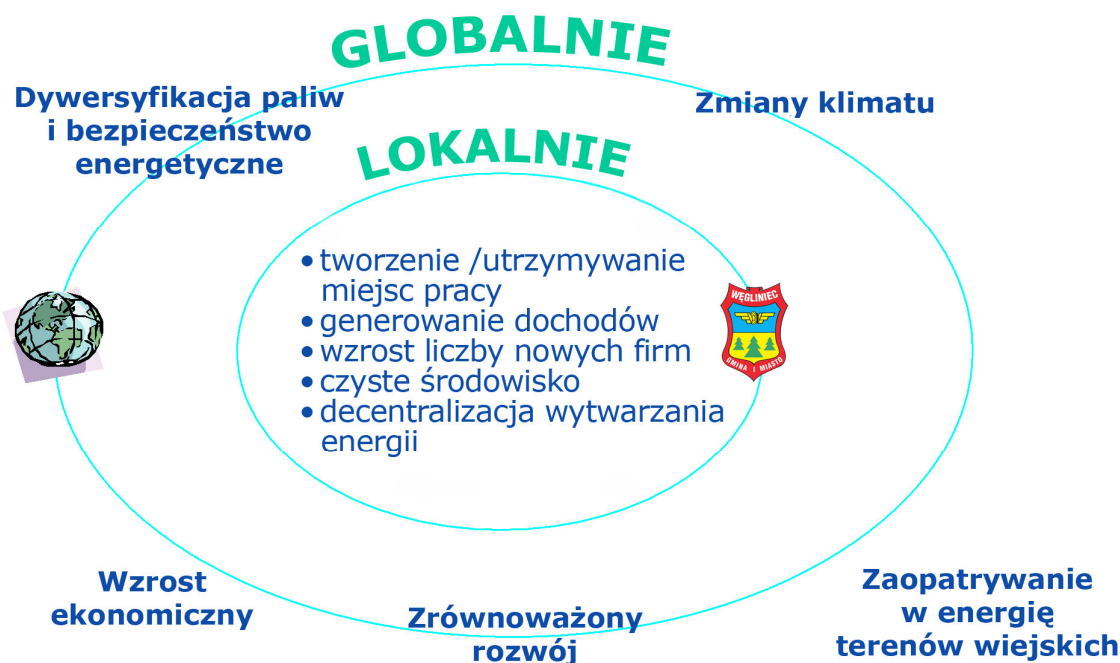 GLOBALNIE
Dywersyfikacja paliw
i bezpieczeństwo
energetyczne
Zmiany klimatu
LOKALNIE
• tworzenie /utrzymywanie
miejsc pracy
• generowanie dochodów
• wzrost liczby nowych firm
• czyste środowisko
• decentralizacja wytwarzania
energii
WĘGLINIEC
GMINA I MIASTO
Wzrost
ekonomiczny
Zrównoważony
rozwój
Zaopatrywanie
w energię
terenów wiejskich